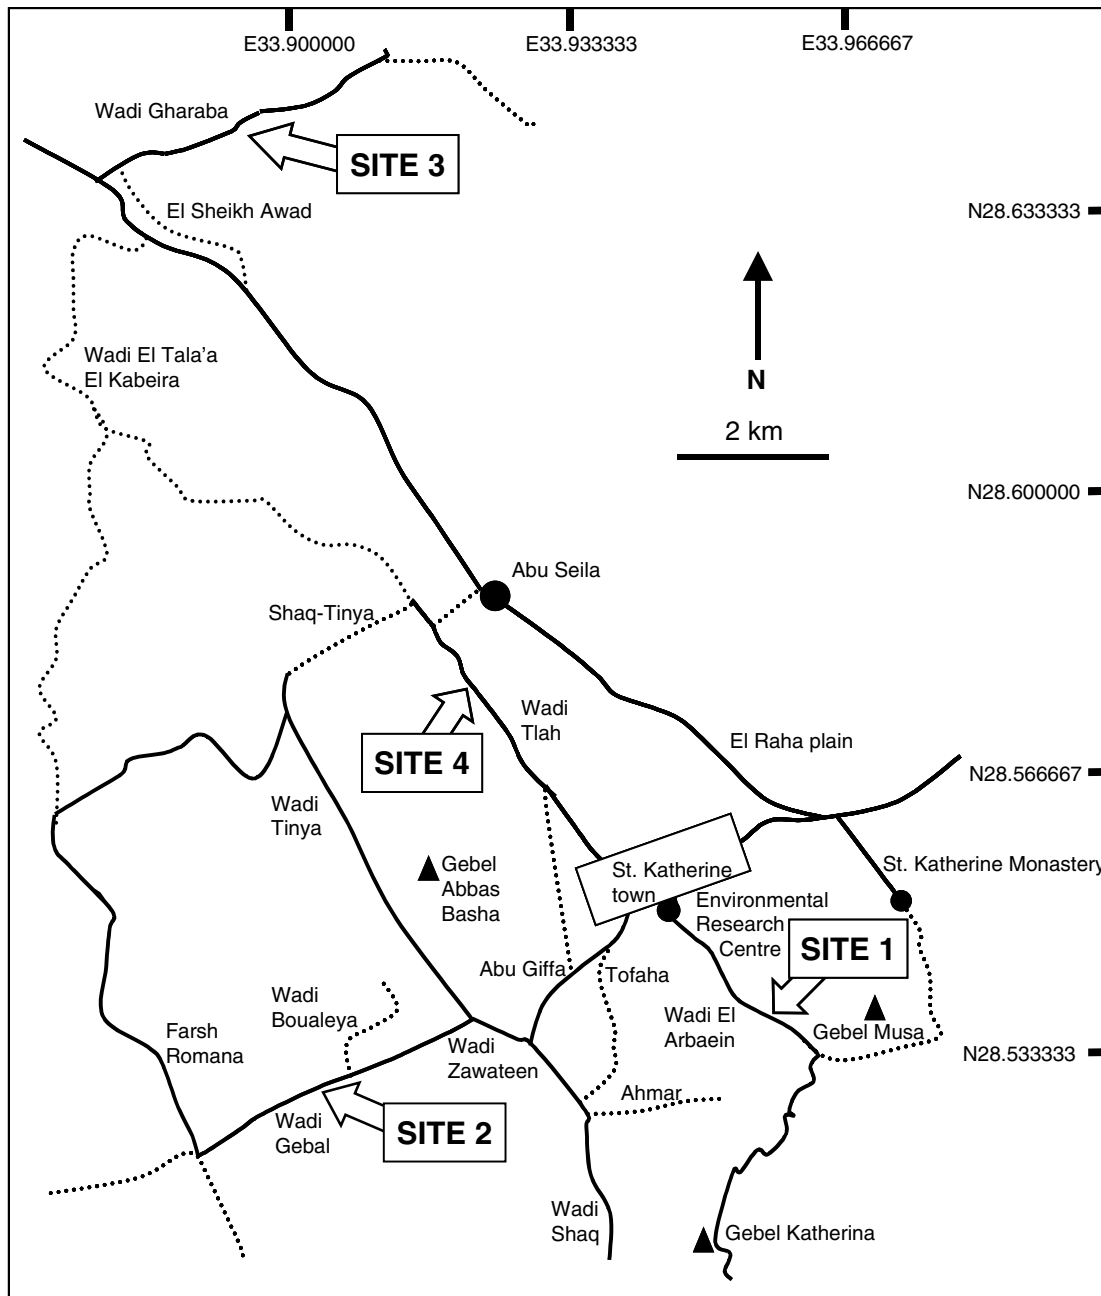 E33.900000
E33.933333
E33.966667
Wadi Gharaba
SITE 3
El Sheikh Awad
N28.633333
N
Wadi El Tala’a
El Kabeira
2 km
N28.600000
Abu Seila
Shaq-Tinya
Wadi
Tlah
El Raha plain
SITE 4
N28.566667
Wadi
Tinya
Gebel
Abbas
Basha
St. Katherine
town
St. Katherine Monastery
Environmental
Research
Centre
SITE 1
Abu Giffa
Tofaha
Wadi
Boualeya
Wadi El
Arbaein
Gebel Musa
Farsh
Romana
Wadi
Zawateen
N28.533333
Ahmar
Wadi
Gebal
SITE 2
Wadi
Shaq
Gebel Katherina